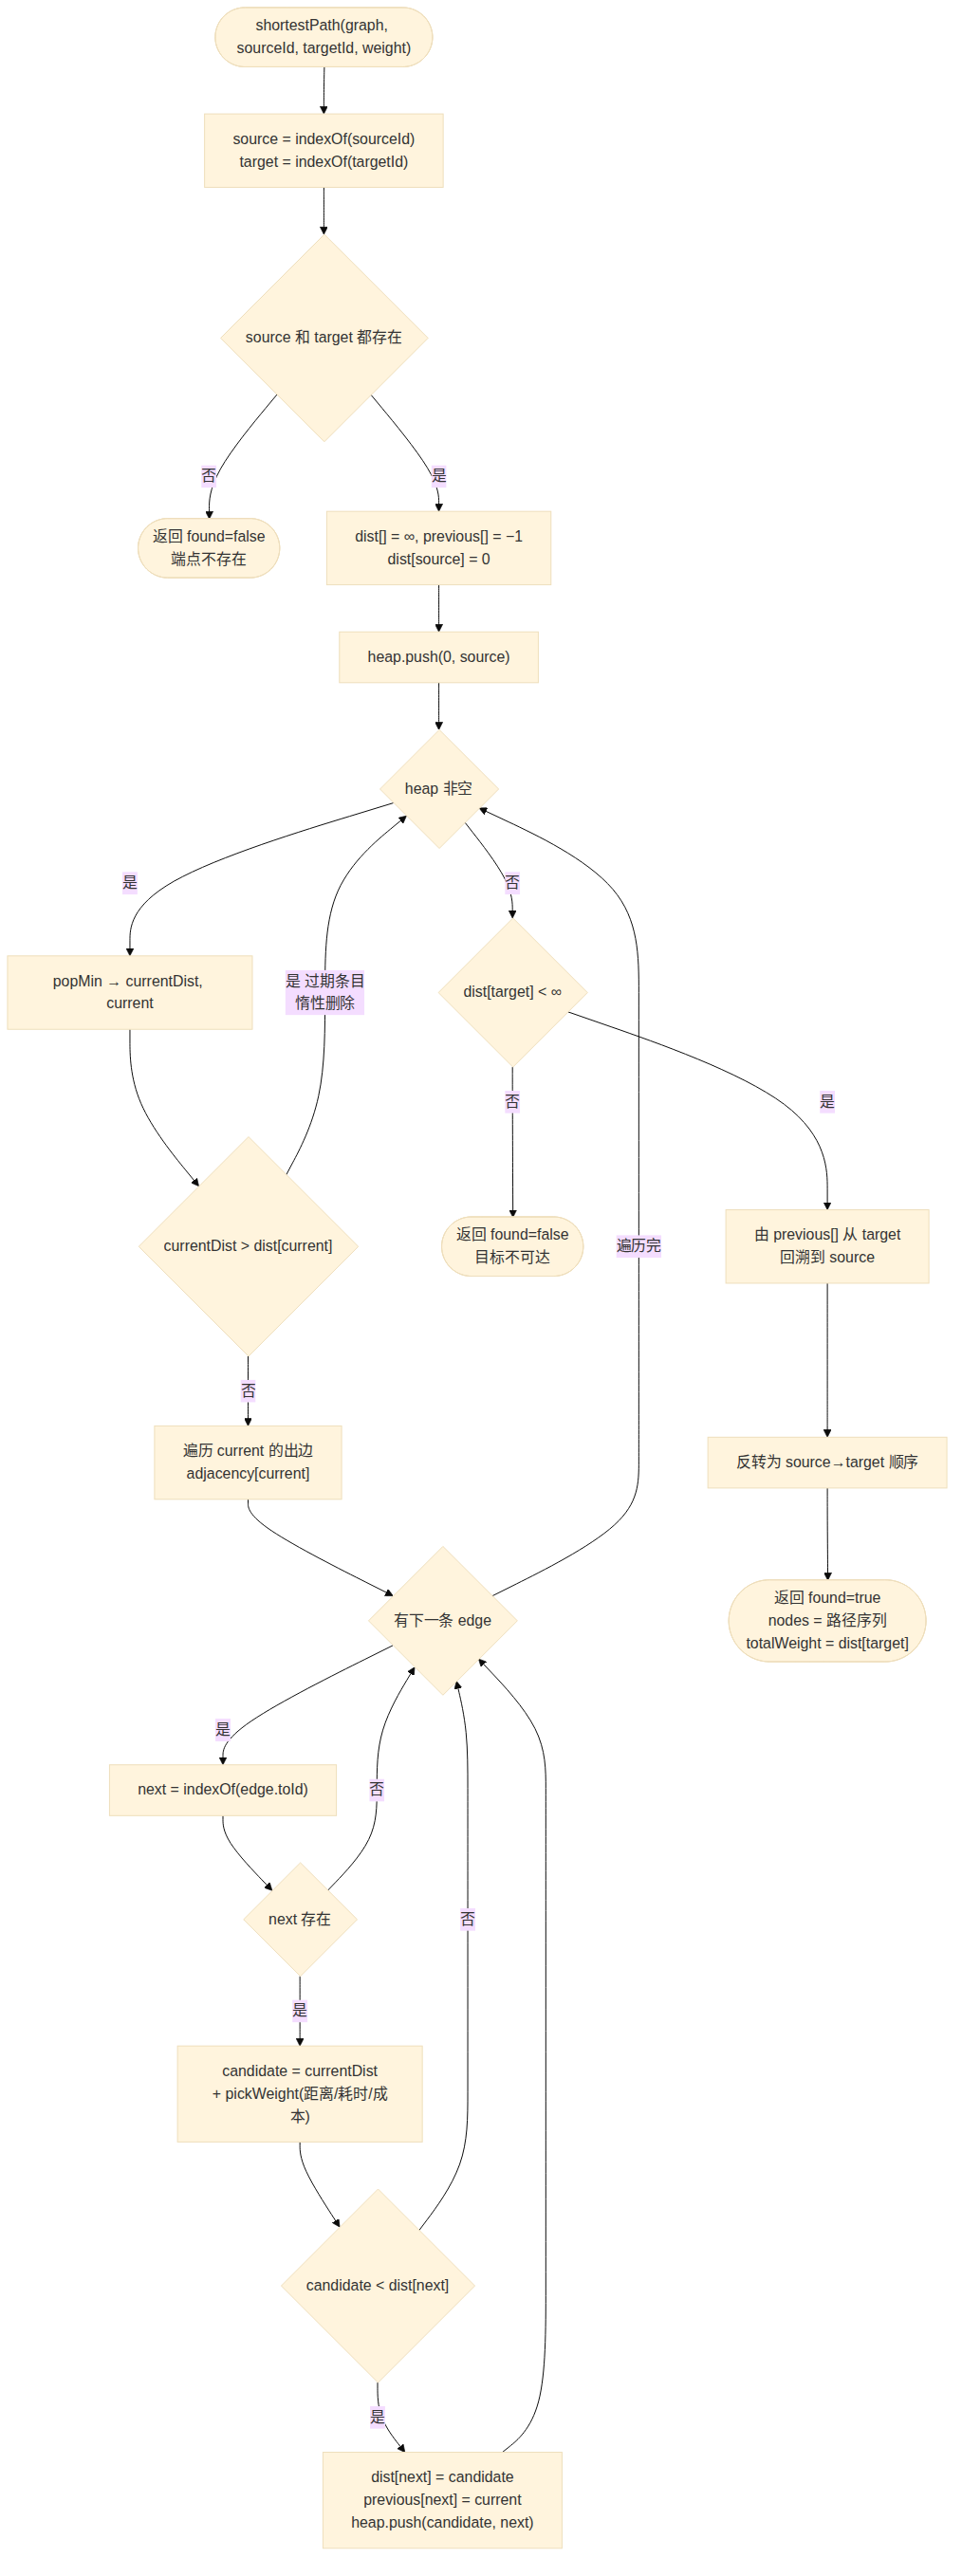 shortestPath(graph,
sourceId, targetId, weight)
source = indexOf(sourceId)
target = indexOf(targetId)
source 和 target 都存在
否
是
返回 found=false
端点不存在
dist[] = ∞, previous[] = −1
dist[source] = 0
heap.push(0, source)
heap 非空
是
否
popMin → currentDist,
current
是 过期条目
惰性删除
dist[target] < ∞
否
是
currentDist > dist[current]
返回 found=false
目标不可达
遍历完
由 previous[] 从 target
回溯到 source
否
遍历 current 的出边
adjacency[current]
反转为 source→target 顺序
有下一条 edge
返回 found=true
nodes = 路径序列
totalWeight = dist[target]
是
next = indexOf(edge.toId)
否
next 存在
否
是
candidate = currentDist
+ pickWeight(距离/耗时/成
本)
candidate < dist[next]
是
dist[next] = candidate
previous[next] = current
heap.push(candidate, next)